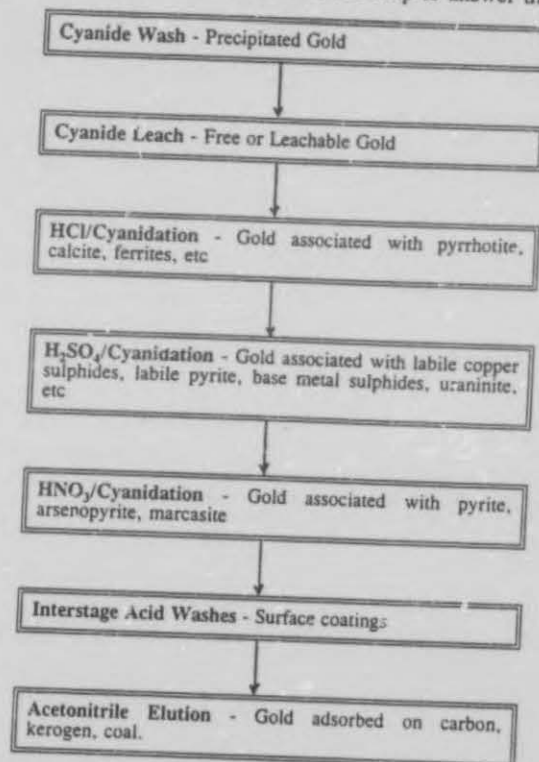 answer
Cyanide Wash - Precipitated Gold
Cyanide Leach - Free or Leachable Gold
HCl/Cyanidation - Gold associated with pyrrhotite,
calcite, ferrites, etc
H₂SO₄/Cyanidation - Gold associated with labile copper
sulphides, labile pyrite, base metal sulphides, uraninite,
etc
HNO₃/Cyanidation - Gold associated with pyrite,
arsenopyrite, marcasite
Interstage Acid Washes - Surface coatings
Acetonitrile Elution - Gold adsorbed on carbon,
kerogen, coal.